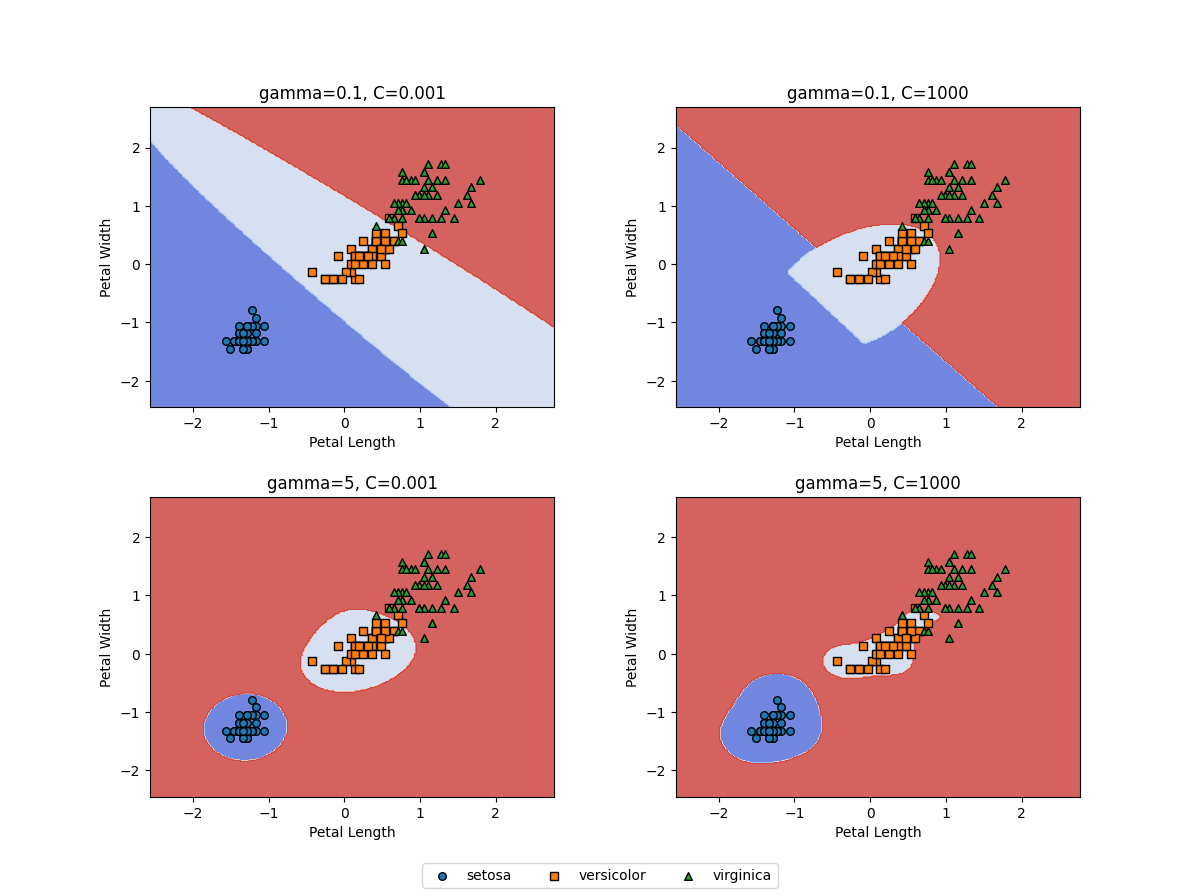 gamma=0.1, C=0.001
gamma=0.1, C=1000
Petal Width
2
1
0
−1
−2
−2 −1 0 1 2
Petal Length
Petal Width
2
1
0
−1
−2
−2 −1 0 1 2
Petal Length
gamma=5, C=0.001
gamma=5, C=1000
Petal Width
2
1
0
−1
−2
−2 −1 0 1 2
Petal Length
Petal Width
2
1
0
−1
−2
−2 −1 0 1 2
Petal Length
setosa versicolor virginica